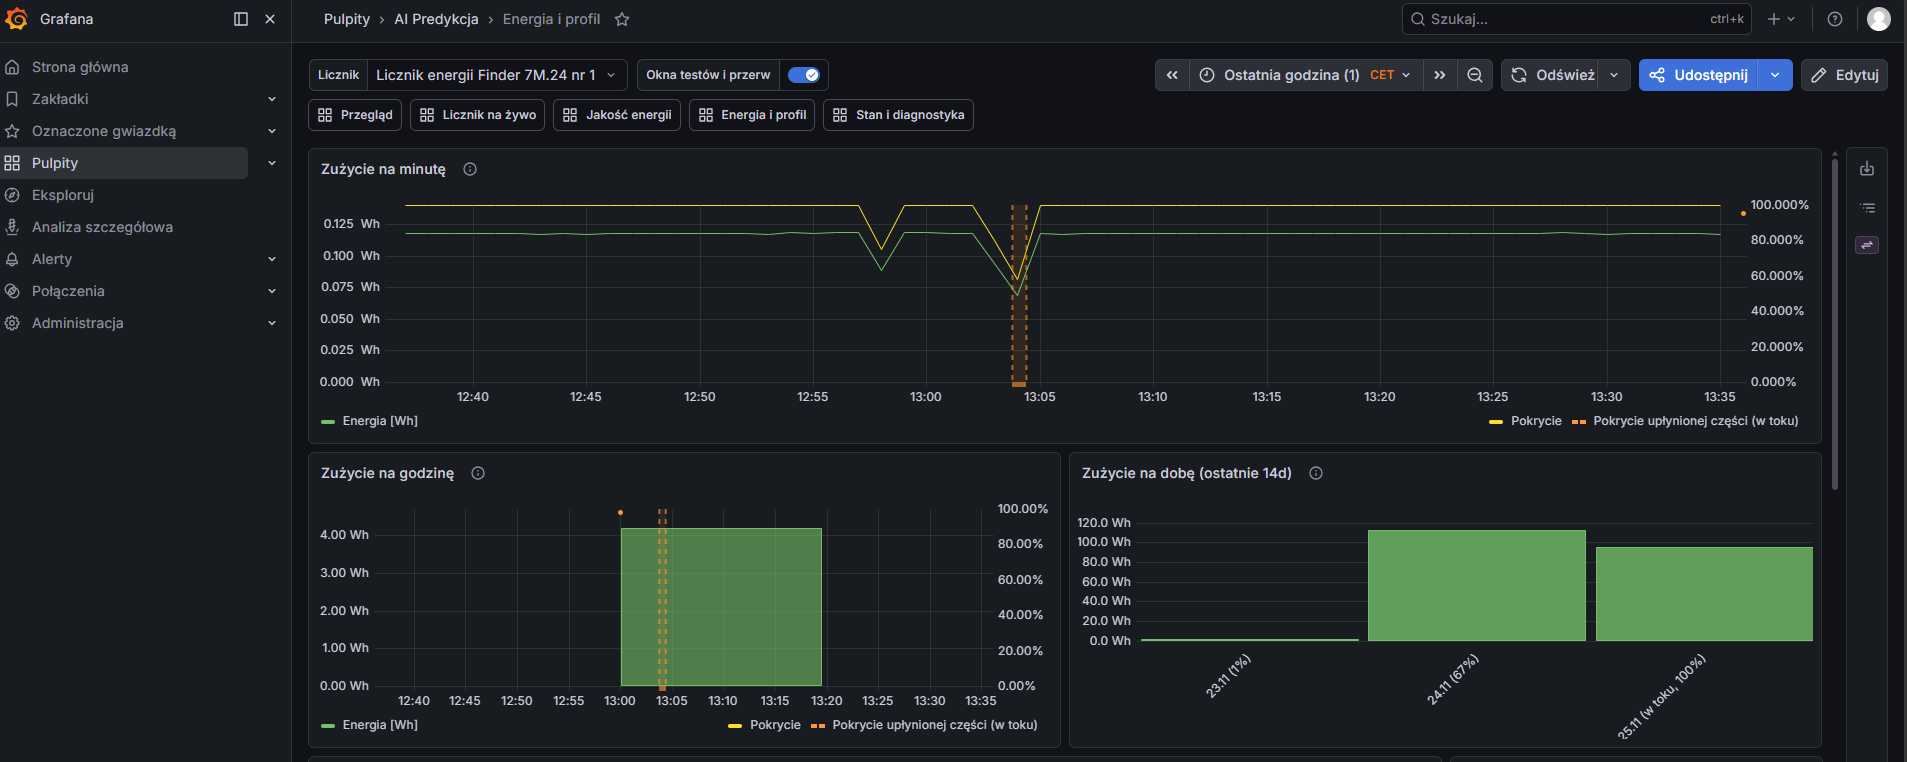 Grafana
Pulpity › AI Predykcja › Energia i profil
Szukaj...
ctrl+k
Strona główna
Zakładki
Oznaczone gwiazdką
Pulpity
Eksploruj
Analiza szczegółowa
Alerty
Połączenia
Administracja
Licznik
Licznik energii Finder 7M.24 nr 1
Okna testów i przerw
Ostatnia godzina (1) CET
Odśwież
Udostępnij
Edytuj
Przegląd
Licznik na żywo
Jakość energii
Energia i profil
Stan i diagnostyka
Zużycie na minutę
0.125 Wh
0.100 Wh
0.075 Wh
0.050 Wh
0.025 Wh
0.000 Wh
100.000%
80.000%
60.000%
40.000%
20.000%
0.000%
12:40 12:45 12:50 12:55 13:00 13:05 13:10 13:15 13:20 13:25 13:30 13:35
Energia [Wh]
Pokrycie
Pokrycie upłynionej części (w toku)
Zużycie na godzinę
4.00 Wh
3.00 Wh
2.00 Wh
1.00 Wh
0.00 Wh
100.00%
80.00%
60.00%
40.00%
20.00%
0.00%
12:40 12:45 12:50 12:55 13:00 13:05 13:10 13:15 13:20 13:25 13:30 13:35
Energia [Wh]
Pokrycie
Pokrycie upłynionej części (w toku)
Zużycie na dobę (ostatnie 14d)
120.0 Wh
100.0 Wh
80.0 Wh
60.0 Wh
40.0 Wh
20.0 Wh
0.0 Wh
23.11 (1%)
24.11 (67%)
25.11 (w toku, 100%)